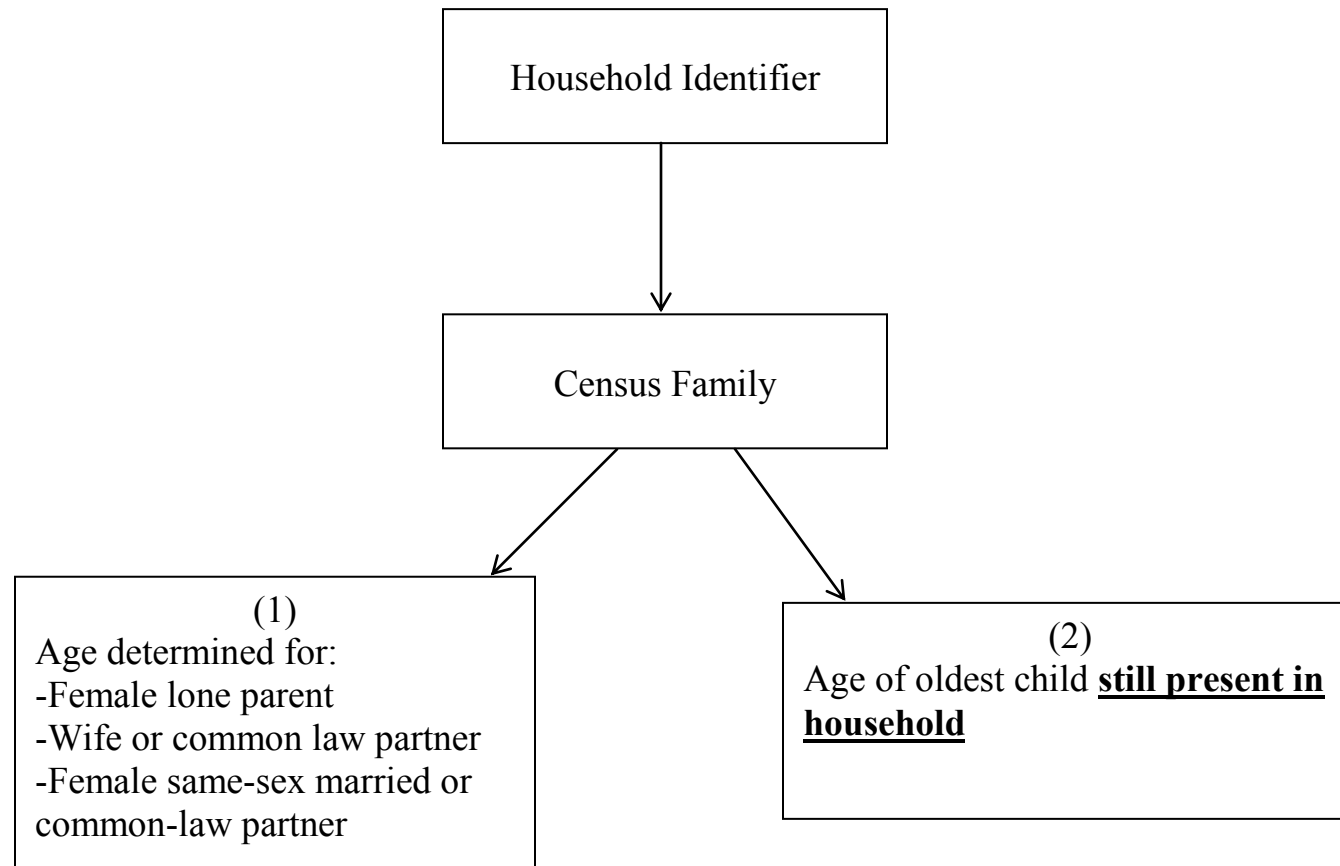 Household Identifier
Census Family
(1)
Age determined for:
-Female lone parent
-Wife or common law partner
-Female same-sex married or
common-law partner
(2)
Age of oldest child still present in
household